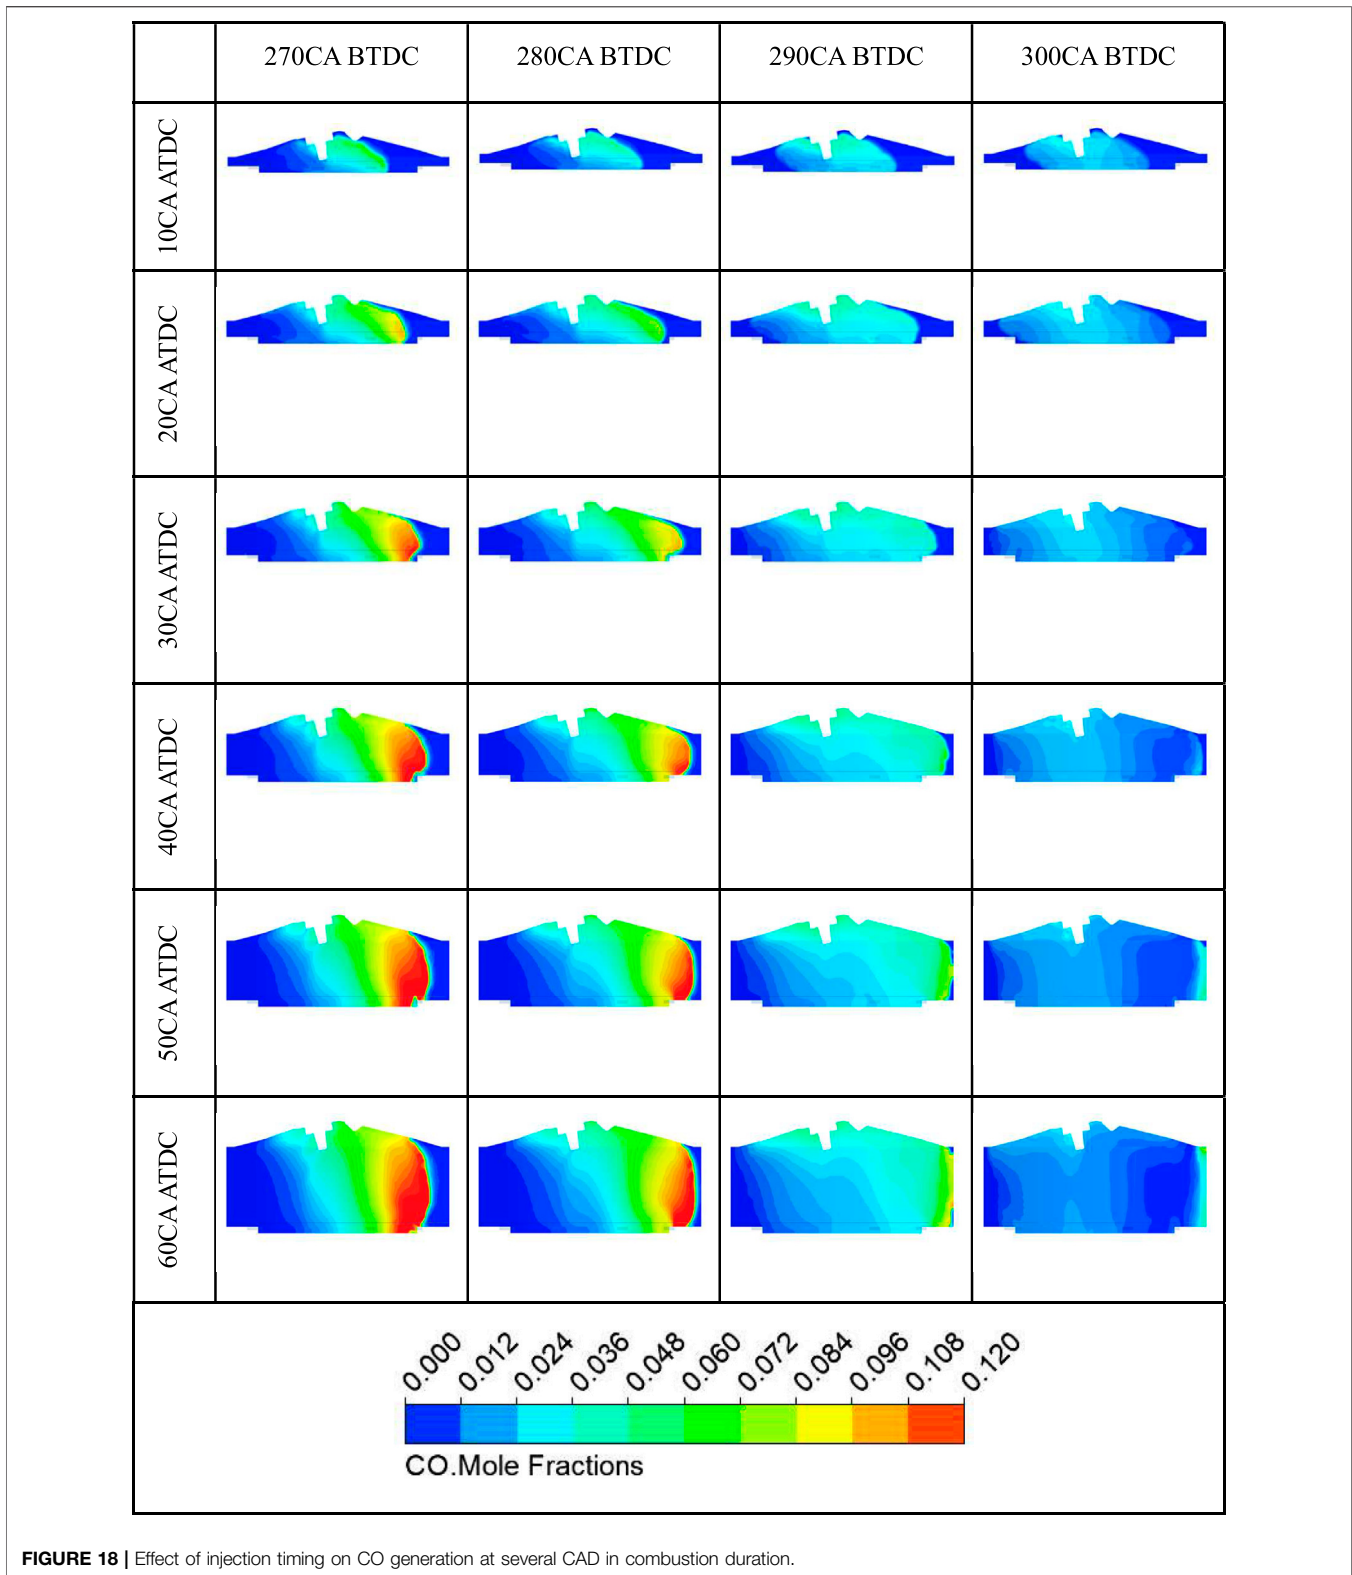 270CA BTDC
280CA BTDC
290CA BTDC
300CA BTDC
10CA ATDC
20CA ATDC
30CA ATDC
40CA ATDC
50CA ATDC
60CA ATDC
0.000
0.012
0.024
0.036
0.048
0.060
0.072
0.084
0.096
0.108
0.120
CO.Mole Fractions
FIGURE 18 | Effect of injection timing on CO generation at several CAD in combustion duration.